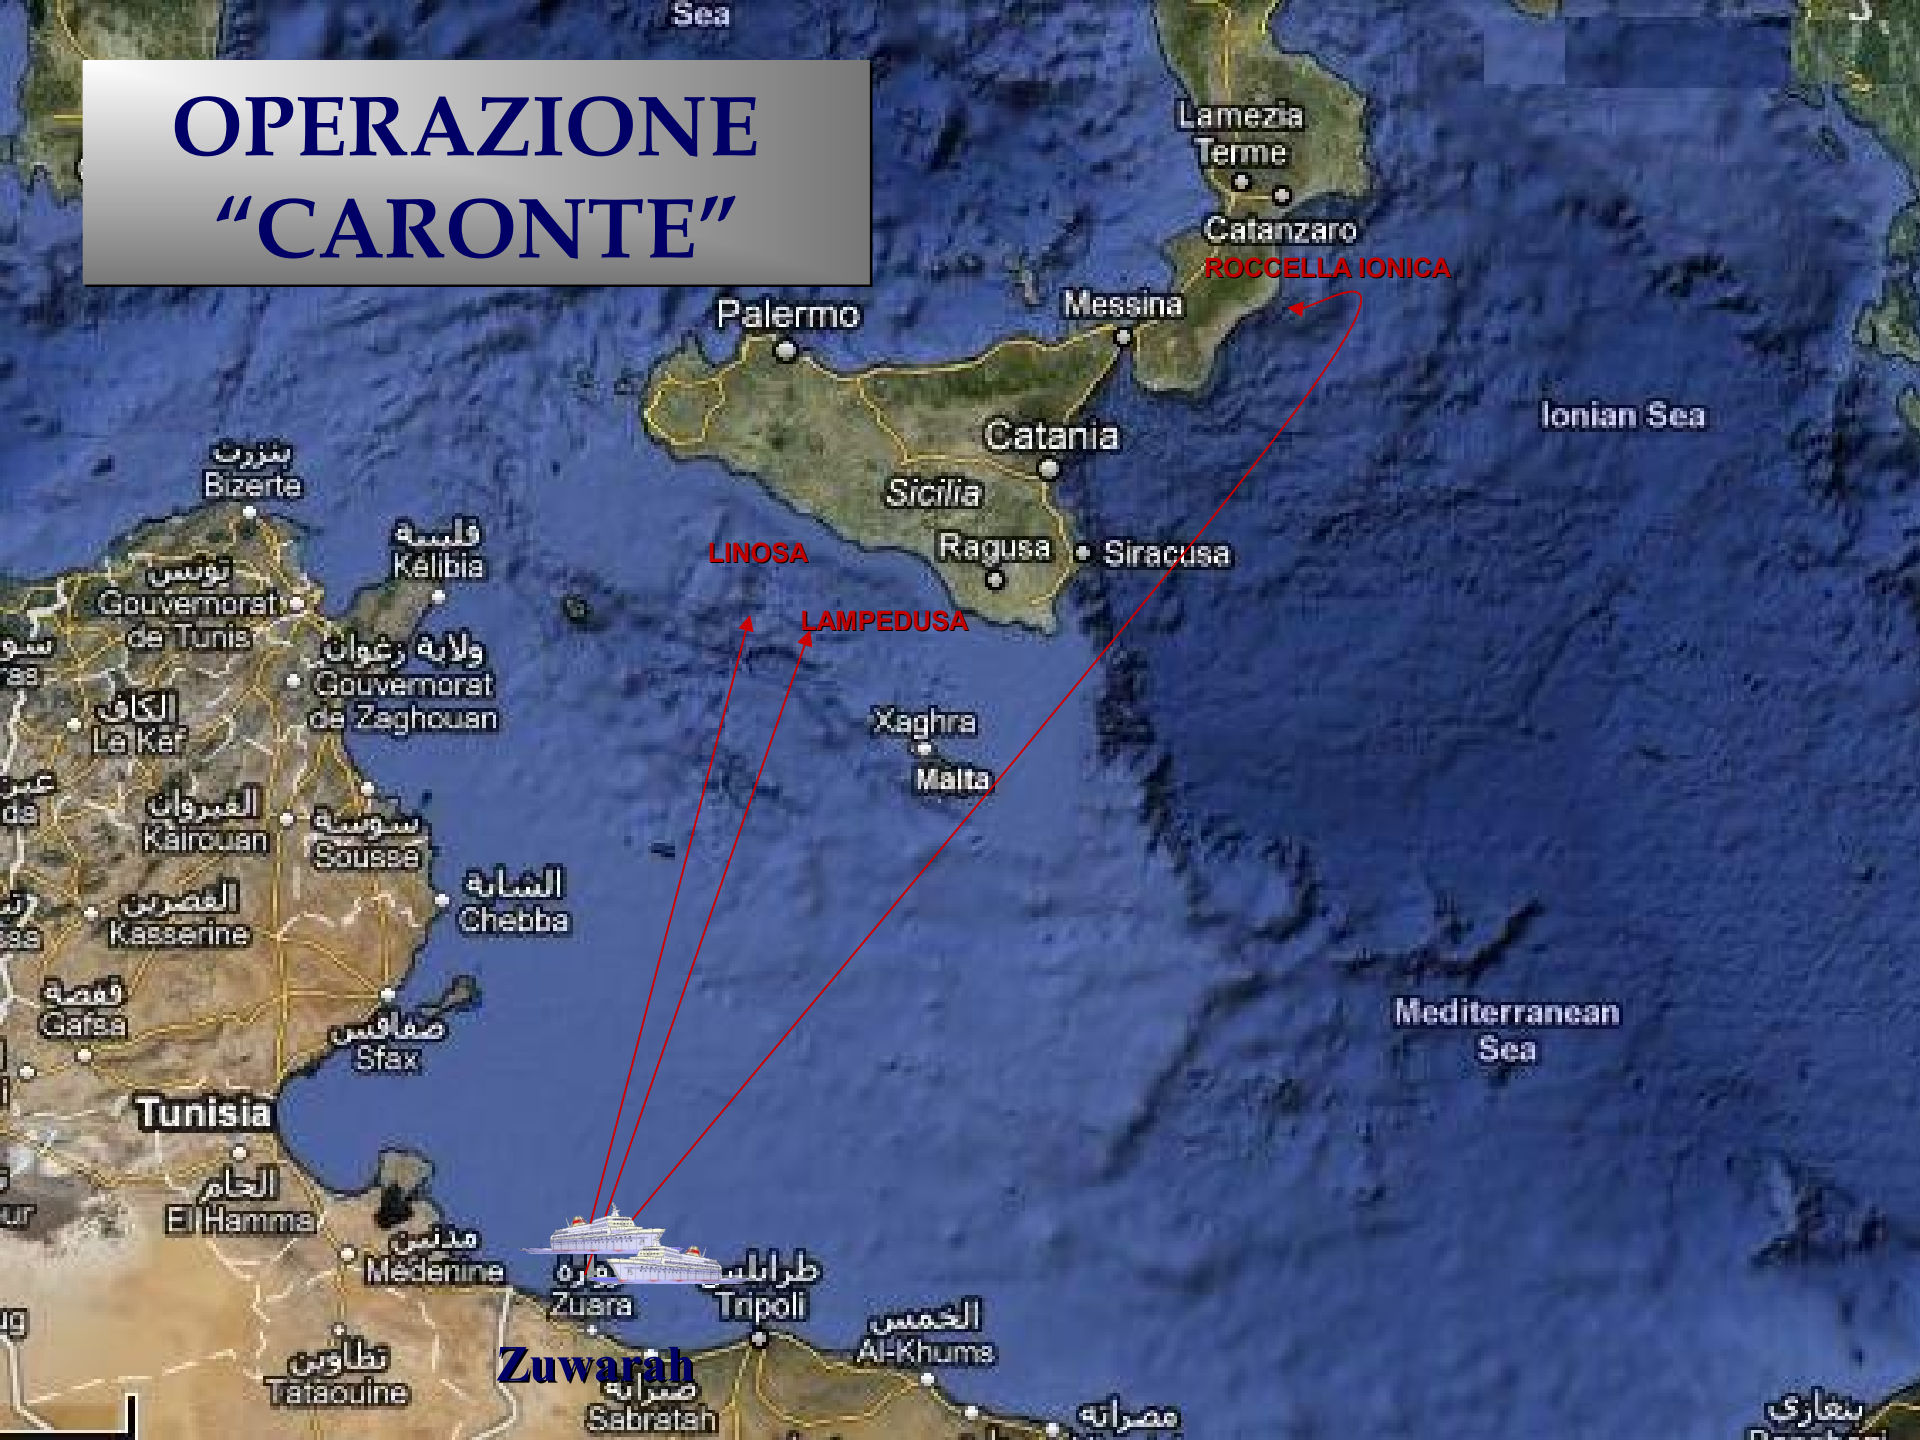 Sea
OPERAZIONE
“CARONTE”
Lamezia
Terme
Catanzaro
ROCCELLA IONICA
Messina
Palermo
Ionian Sea
Catania
Sicilia
بنزرت
Bizerte
قليبية
Kélibia
LINOSA
Ragusa
Siracusa
تونس
Gouvernorat
de Tunis
LAMPEDUSA
ولاية زغوان
Gouvernorat
de Zaghouan
الكاف
Le Kef
Xaghra
Malta
القيروان
Kairouan
سوسة
Sousse
القصرين
Kasserine
الشابة
Chebba
قفصة
Gafsa
صفاقس
Sfax
Mediterranean
Sea
Tunisia
الحام
El Hamma
مدنين
Medenine
Zuara
طرابلس
Tripoli
الخمس
Al-Khums
Zuwarah
تطاوين
Tataouine
صبراتة
Sabratah
مصراتة
بنغازي